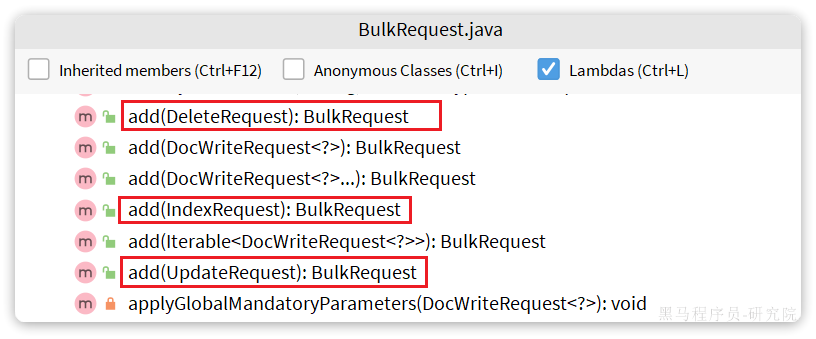 BulkRequest.java
Inherited members (Ctrl+F12) Anonymous Classes (Ctrl+I) Lambdas (Ctrl+L)
m add(DeleteRequest): BulkRequest
m add(DocWriteRequest<?>): BulkRequest
m add(DocWriteRequest<?>...): BulkRequest
m add(IndexRequest): BulkRequest
m add(Iterable<DocWriteRequest<?>>): BulkRequest
m add(UpdateRequest): BulkRequest
m applyGlobalMandatoryParameters(DocWriteRequest<?>): void
黑马程序员-研究院